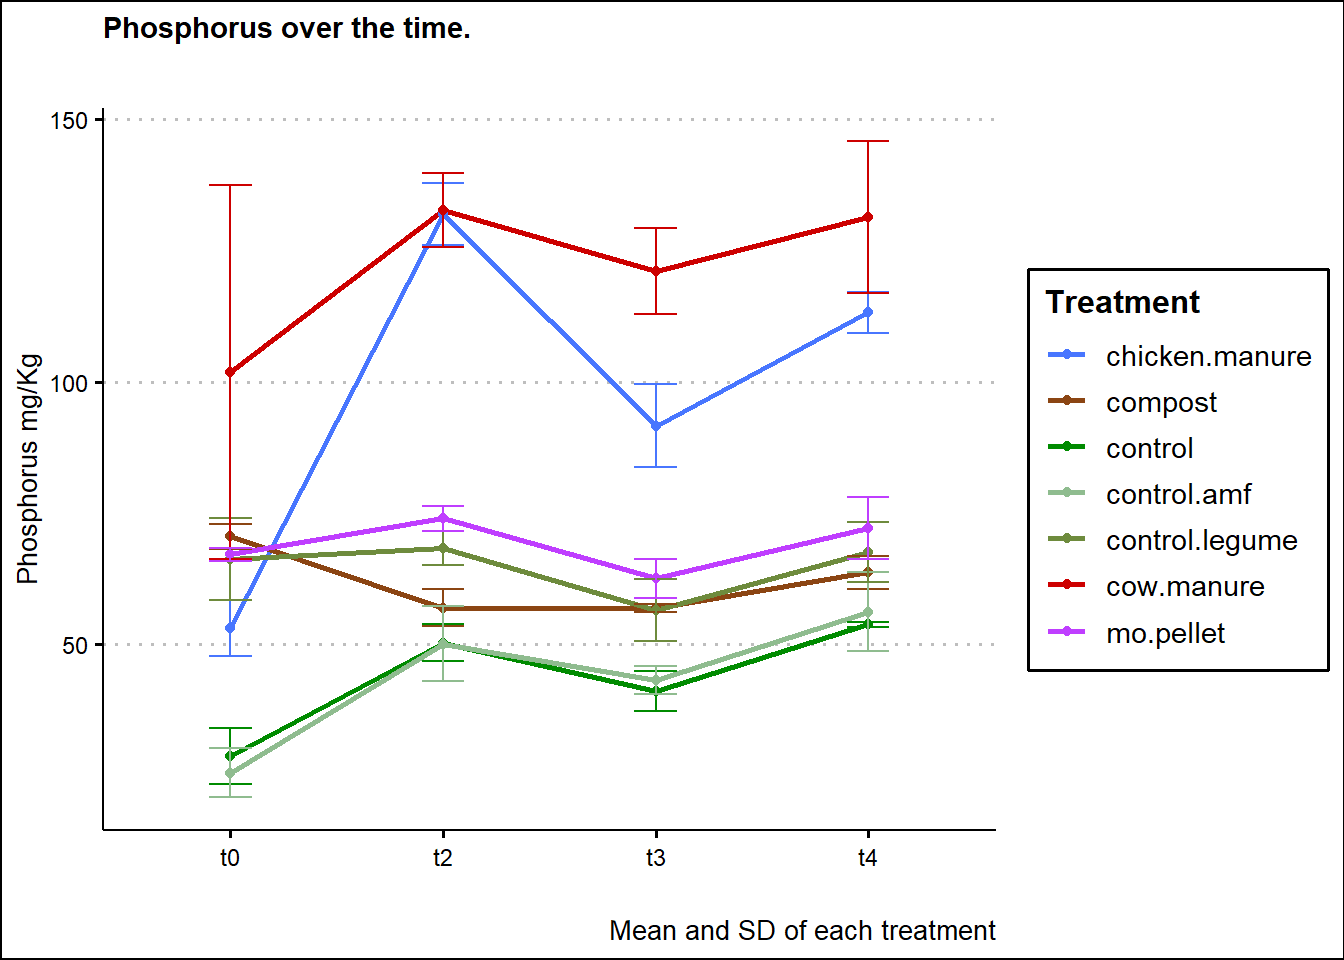 Phosphorus over the time.
150
100
50
Phosphorus mg/Kg
t0 t2 t3 t4
Mean and SD of each treatment
Treatment
chicken.manure
compost
control
control.amf
control.legume
cow.manure
mo.pellet